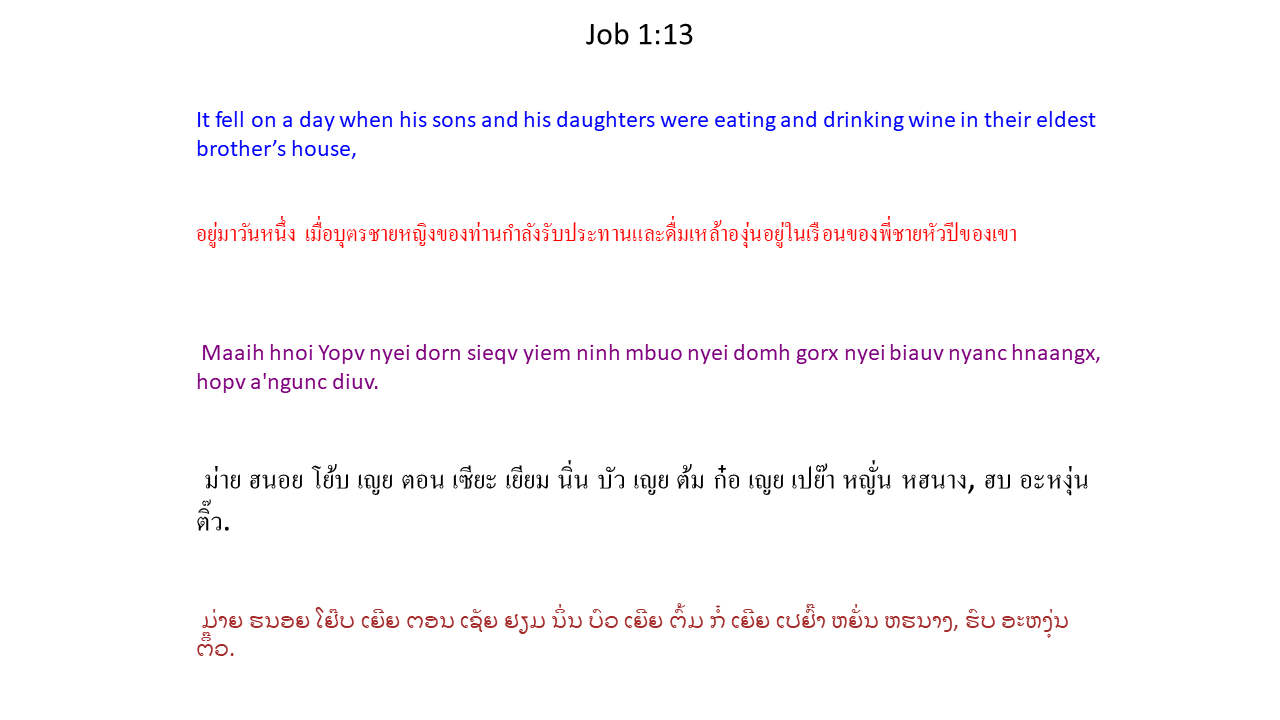 Job 1:13
It fell on a day when his sons and his daughters were eating and drinking wine in their eldest
brother’s house,
อยู่มาวันหนึ่ง เมื่อบุตรชายหญิงของท่านกำลังรับประทานและดื่มเหล้าองุ่นอยู่ในเรือนของพี่ชายหัวปีของเขา
Maaih hnoi Yopv nyei dorn sieqv yiem ninh mbuo nyei domh gorx nyei biauv nyanc hnaangx,
hopv a'ngunc diuv.
ม่าย ฮนอย โย้บ เญย ตอน เซียะ เยียม นิ่น บัว เญย ต้ม ก๋อ เญย เปย๊า หญั่น หฮนาง, ฮบ อะหงุ่น
ติ๊ว.
ມ່າຍ ຮນອຍ ໂຢ໊ບ ເຍີຍ ຕອນ ເຊັຍ ຢຽມ ນິ່ນ ບົວ ເຍີຍ ຕົ້ມ ກໍ໋ ເຍີຍ ເປຢົ໊າ ຫຍັ່ນ ຫຮນາງ, ຮົບ ອະຫງຸ່ນ
ຕິ໊ວ.